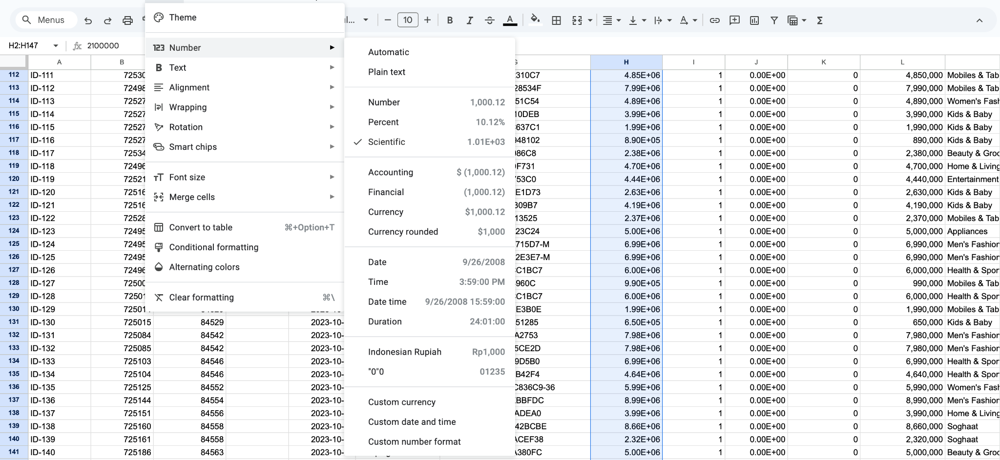 Menus
10
B
I
A
Σ
H2:H147
fx
2100000
Theme
123 Number
B Text
Alignment
Wrapping
Rotation
Smart chips
тT Font size
Merge cells
Convert to table ⌘+Option+T
Conditional formatting
Alternating colors
Clear formatting ⌘\
Automatic
Plain text
Number 1,000.12
Percent 10.12%
Scientific 1.01E+03
Accounting $ (1,000.12)
Financial (1,000.12)
Currency $1,000.12
Currency rounded $1,000
Date 9/26/2008
Time 3:59:00 PM
Date time 9/26/2008 15:59:00
Duration 24:01:00
Indonesian Rupiah Rp1,000
"0"0 01235
Custom currency
Custom date and time
Custom number format
A B H I J K L
112 ID-111 72530 310C7 4.85E+06 1 0.00E+00 0 4,850,000 Mobiles & Tab
113 ID-112 72498 28534F 7.99E+06 1 0.00E+00 0 7,990,000 Mobiles & Tab
114 ID-113 72527 51C54 4.89E+06 1 0.00E+00 0 4,890,000 Women's Fash
115 ID-114 72527 10DEB 3.99E+06 1 0.00E+00 0 3,990,000 Kids & Baby
116 ID-115 72527 637C1 1.99E+06 1 0.00E+00 0 1,990,000 Kids & Baby
117 ID-116 72527 948102 8.90E+05 1 0.00E+00 0 890,000 Kids & Baby
118 ID-117 72534 86C8 2.38E+06 1 0.00E+00 0 2,380,000 Beauty & Groo
119 ID-118 72496 F731 4.70E+06 1 0.00E+00 0 4,700,000 Home & Living
120 ID-119 72521 53C0 4.44E+06 1 0.00E+00 0 4,440,000 Entertainment
121 ID-120 72516 E1D73 2.63E+06 1 0.00E+00 0 2,630,000 Kids & Baby
122 ID-121 72516 309B7 4.19E+06 1 0.00E+00 0 4,190,000 Kids & Baby
123 ID-122 72528 13525 2.37E+06 1 0.00E+00 0 2,370,000 Mobiles & Tab
124 ID-123 72495 23C24 5.00E+06 1 0.00E+00 0 5,000,000 Appliances
125 ID-124 72495 715D7-M 6.99E+06 1 0.00E+00 0 6,990,000 Men's Fashion
126 ID-125 72495 2E3E7-M 6.99E+06 1 0.00E+00 0 6,990,000 Men's Fashion
127 ID-126 72496 C1BC7 6.00E+06 1 0.00E+00 0 6,000,000 Health & Spor
128 ID-127 72500 960C 9.90E+05 1 0.00E+00 0 990,000 Mobiles & Tab
129 ID-128 72501 C1BC7 6.00E+06 1 0.00E+00 0 6,000,000 Health & Spor
130 ID-129 72501 E3B0E 1.99E+06 1 0.00E+00 0 1,990,000 Mobiles & Tab
131 ID-130 725015 84529 2023-10- 51285 6.50E+05 1 0.00E+00 0 650,000 Kids & Baby
132 ID-131 725084 84542 2023-10- A2753 7.98E+06 1 0.00E+00 0 7,980,000 Men's Fashion
133 ID-132 725085 84542 2023-10- 5CE2D 7.98E+06 1 0.00E+00 0 7,980,000 Men's Fashion
134 ID-133 725103 84546 2023-10- 9D5B0 6.99E+06 1 0.00E+00 0 6,990,000 Health & Spor
135 ID-134 725104 84546 2023-10- B42F4 4.64E+06 1 0.00E+00 0 4,640,000 Health & Spor
136 ID-135 725125 84552 2023-10- C836C9-36 5.99E+06 1 0.00E+00 0 5,990,000 Women's Fash
137 ID-136 725144 84554 2023-10- BBFDC 8.99E+06 1 0.00E+00 0 8,990,000 Men's Fashion
138 ID-137 725151 84556 2023-10- ADEA0 3.99E+06 1 0.00E+00 0 3,990,000 Home & Living
139 ID-138 725160 84558 2023-10- 42BCBE 8.66E+06 1 0.00E+00 0 8,660,000 Soghaat
140 ID-139 725161 84558 2023-10- ACEF38 2.32E+06 1 0.00E+00 0 2,320,000 Soghaat
141 ID-140 725186 84563 2023-10- A380FC 5.00E+06 1 0.00E+00 0 5,000,000 Beauty & Groo